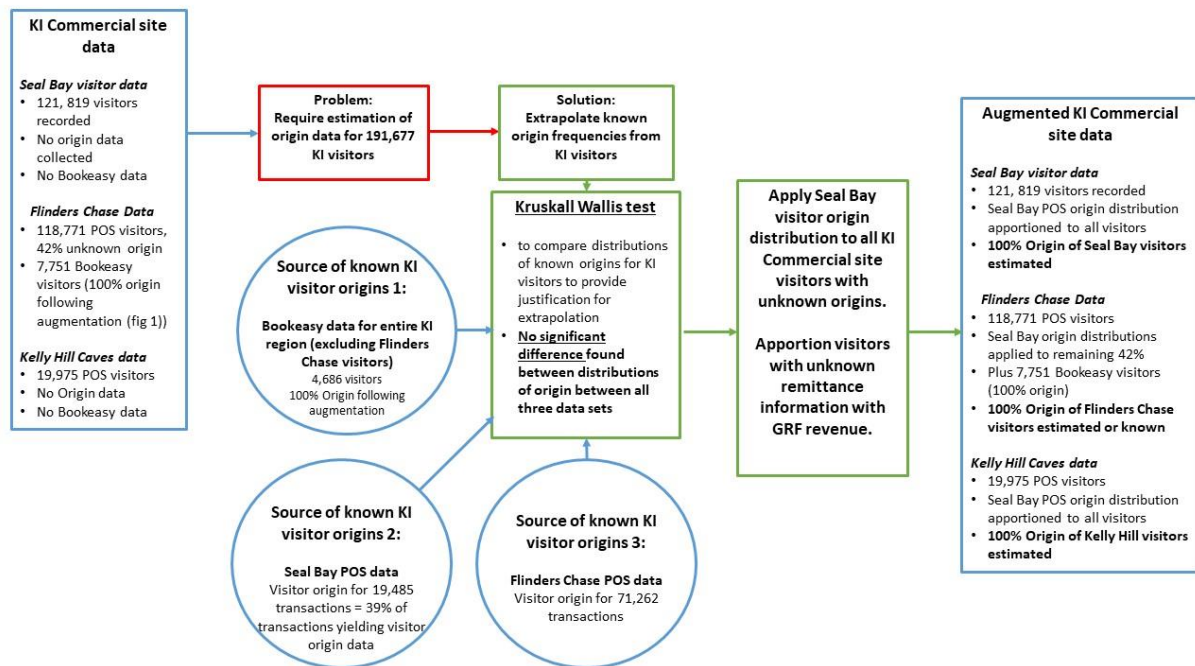 KI Commercial site
data
Seal Bay visitor data
• 121, 819 visitors
recorded
• No origin data
collected
• No Bookeasy data
Flinders Chase Data
• 118,771 POS visitors,
42% unknown origin
• 7,751 Bookeasy
visitors (100% origin
following
augmentation (fig 1))
Kelly Hill Caves data
• 19,975 POS visitors
• No Origin data
• No Bookeasy data
Problem:
Require estimation of
origin data for 191,677
KI visitors
Solution:
Extrapolate known
origin frequencies from
KI visitors
Kruskall Wallis test
• to compare distributions
of known origins for KI
visitors to provide
justification for
extrapolation
• No significant
difference found
between distributions
of origin between all
three data sets
Source of known KI
visitor origins 1:
Bookeasy data for entire KI
region (excluding Flinders
Chase visitors)
4,686 visitors
100% Origin following
augmentation
Source of known KI
visitor origins 2:
Seal Bay POS data
Visitor origin for 19,485
transactions = 39% of
transactions yielding visitor
origin data
Source of known KI
visitor origins 3:
Flinders Chase POS data
Visitor origin for 71,262
transactions
Apply Seal Bay
visitor origin
distribution to all KI
Commercial site
visitors with
unknown origins.
Apportion visitors
with unknown
remittance
information with
GRF revenue.
Augmented KI Commercial
site data
Seal Bay visitor data
• 121, 819 visitors recorded
• Seal Bay POS origin distribution
apportioned to all visitors
• 100% Origin of Seal Bay visitors
estimated
Flinders Chase Data
• 118,771 POS visitors
• Seal Bay origin distributions
applied to remaining 42%
• Plus 7,751 Bookeasy visitors
(100% origin)
• 100% Origin of Flinders Chase
visitors estimated or known
Kelly Hill Caves data
• 19,975 POS visitors
• Seal Bay POS origin distribution
apportioned to all visitors
• 100% Origin of Kelly Hill visitors
estimated